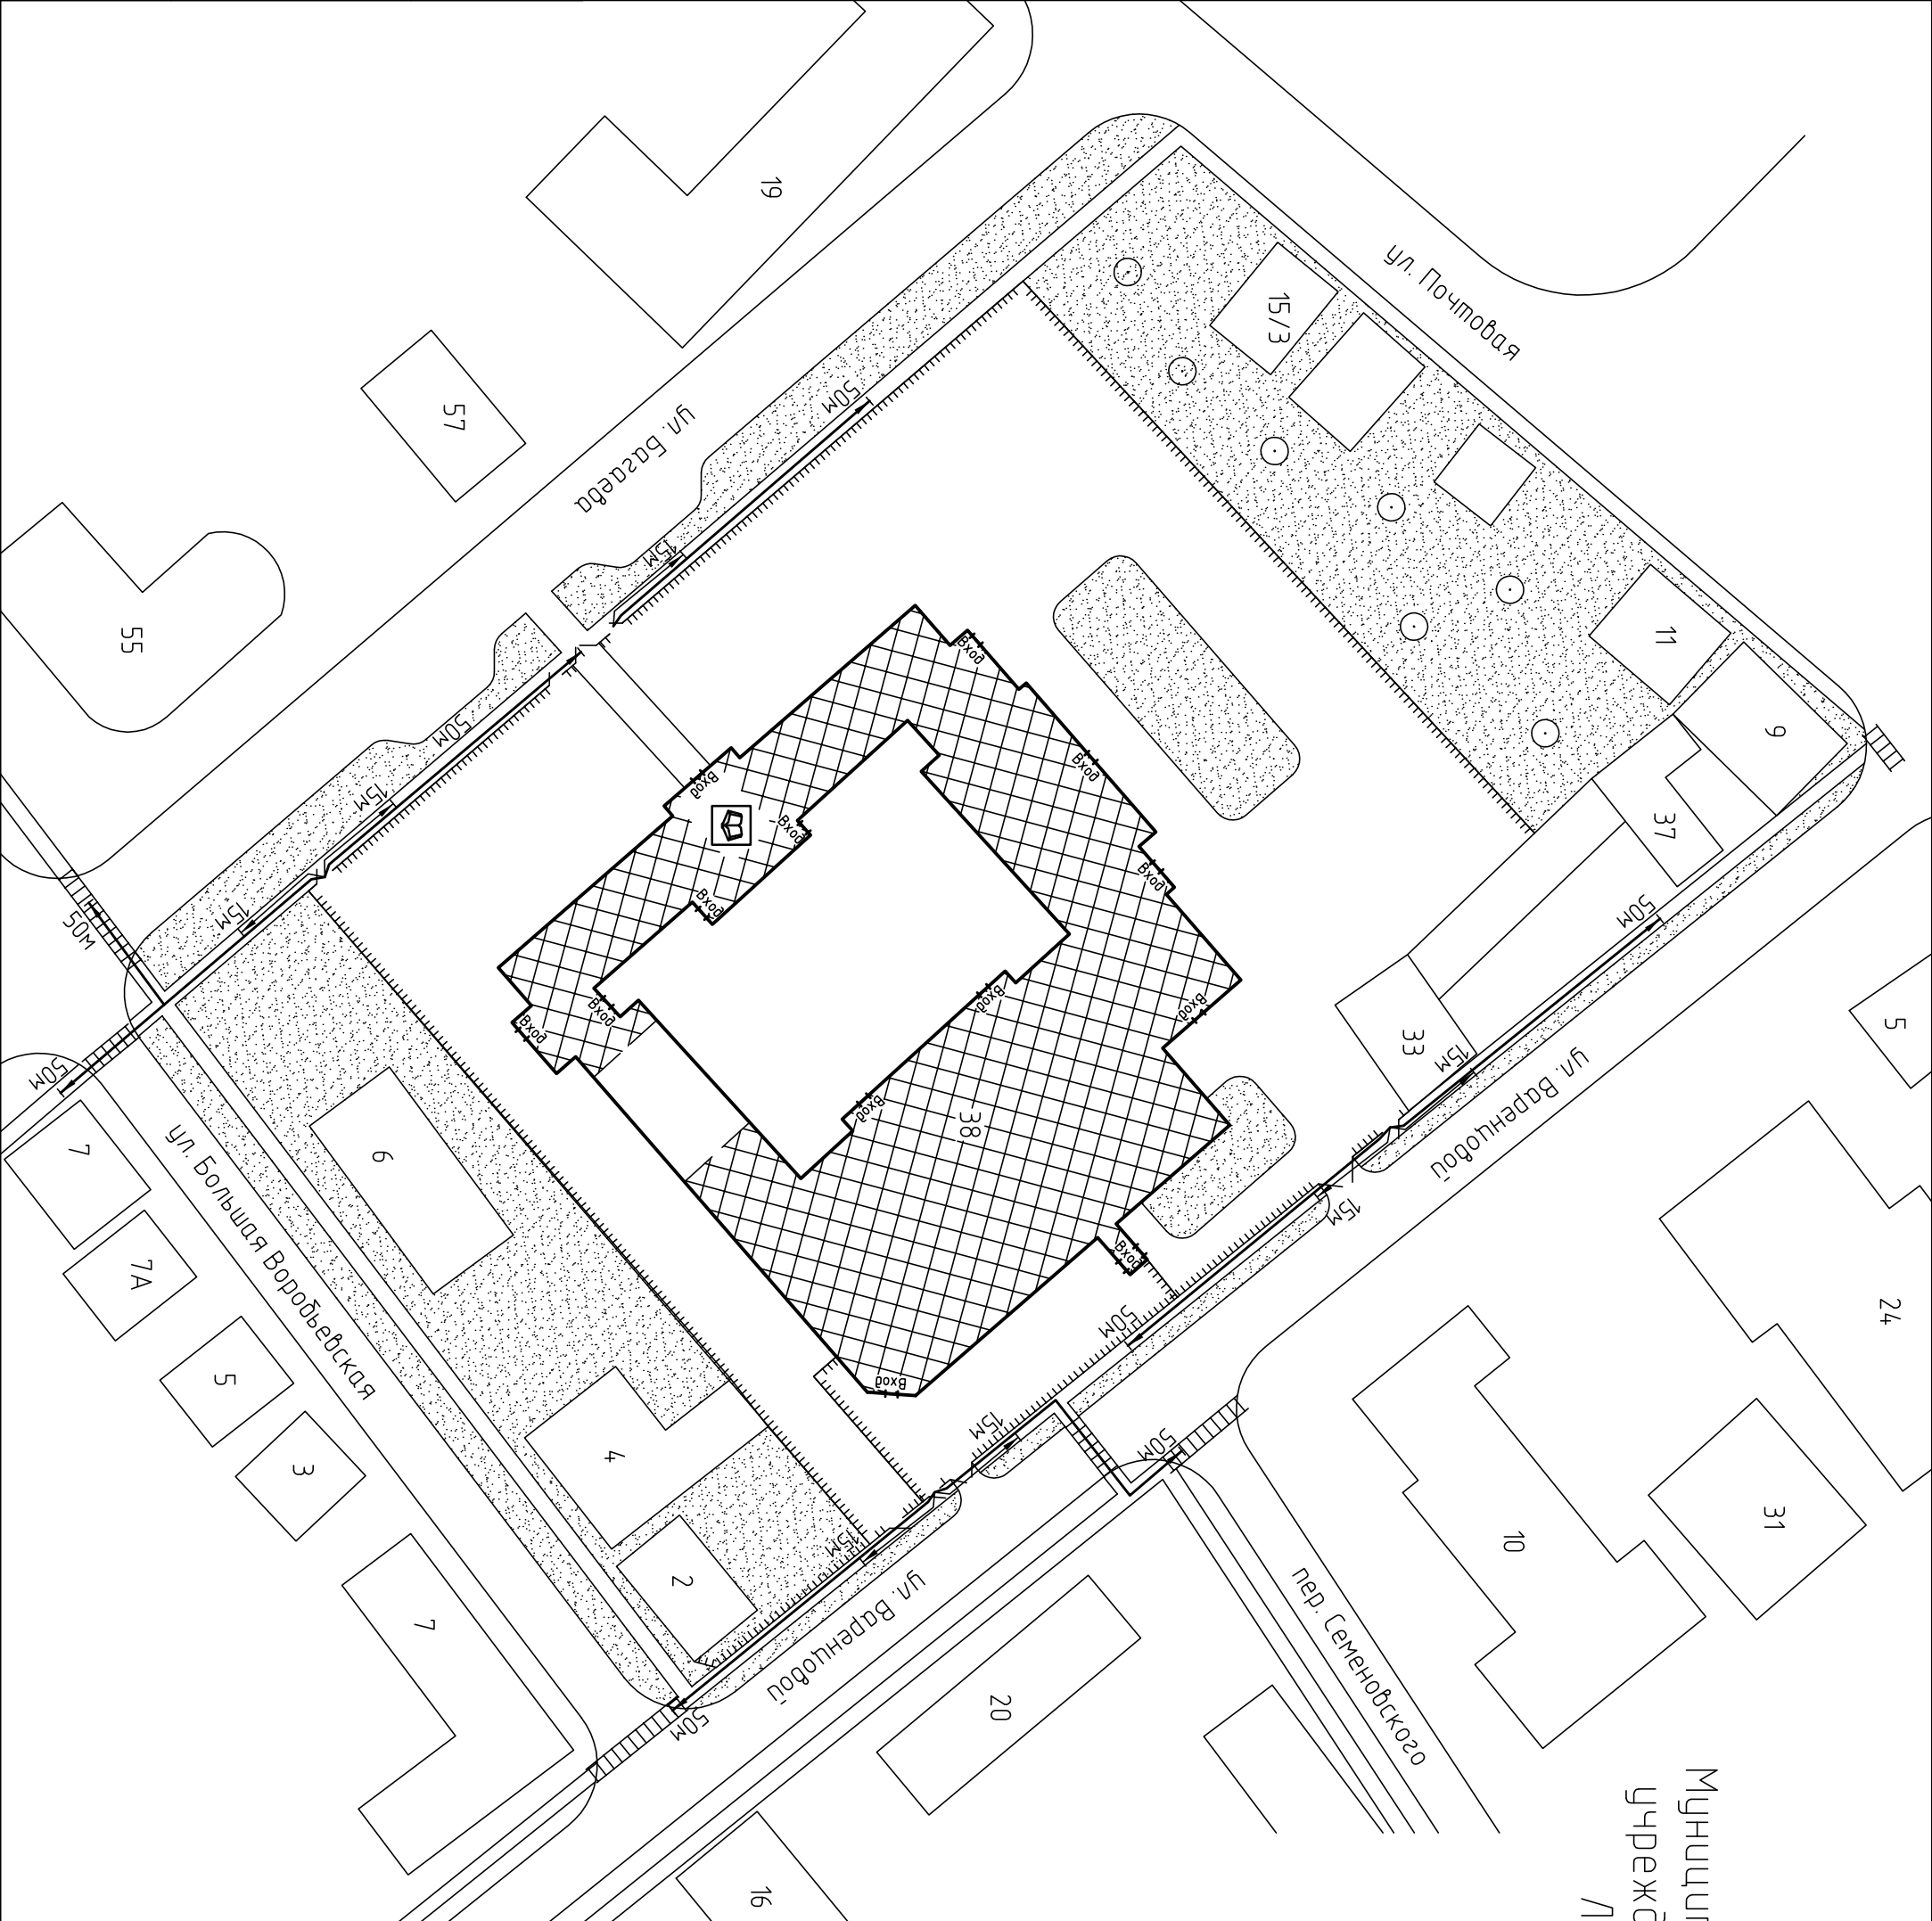 19
ул. Почтовая
15/3
57
ул. Багаева
50м
15м
55
50м
15м
15м
50м
50м
11
9
37
50м
5
33
15м
ул. Варенцовой
15м
Вход
Вход
Вход
Вход
Вход
Вход
Вход
Вход
Вход
Вход
Вход
Вход
Вход
38
50м
15м
50м
15м
50м
6
4
2
7
7А
5
3
7
ул. Большая Воробьевская
ул. Варенцовой
пер. Семеновского
24
31
10
20
16